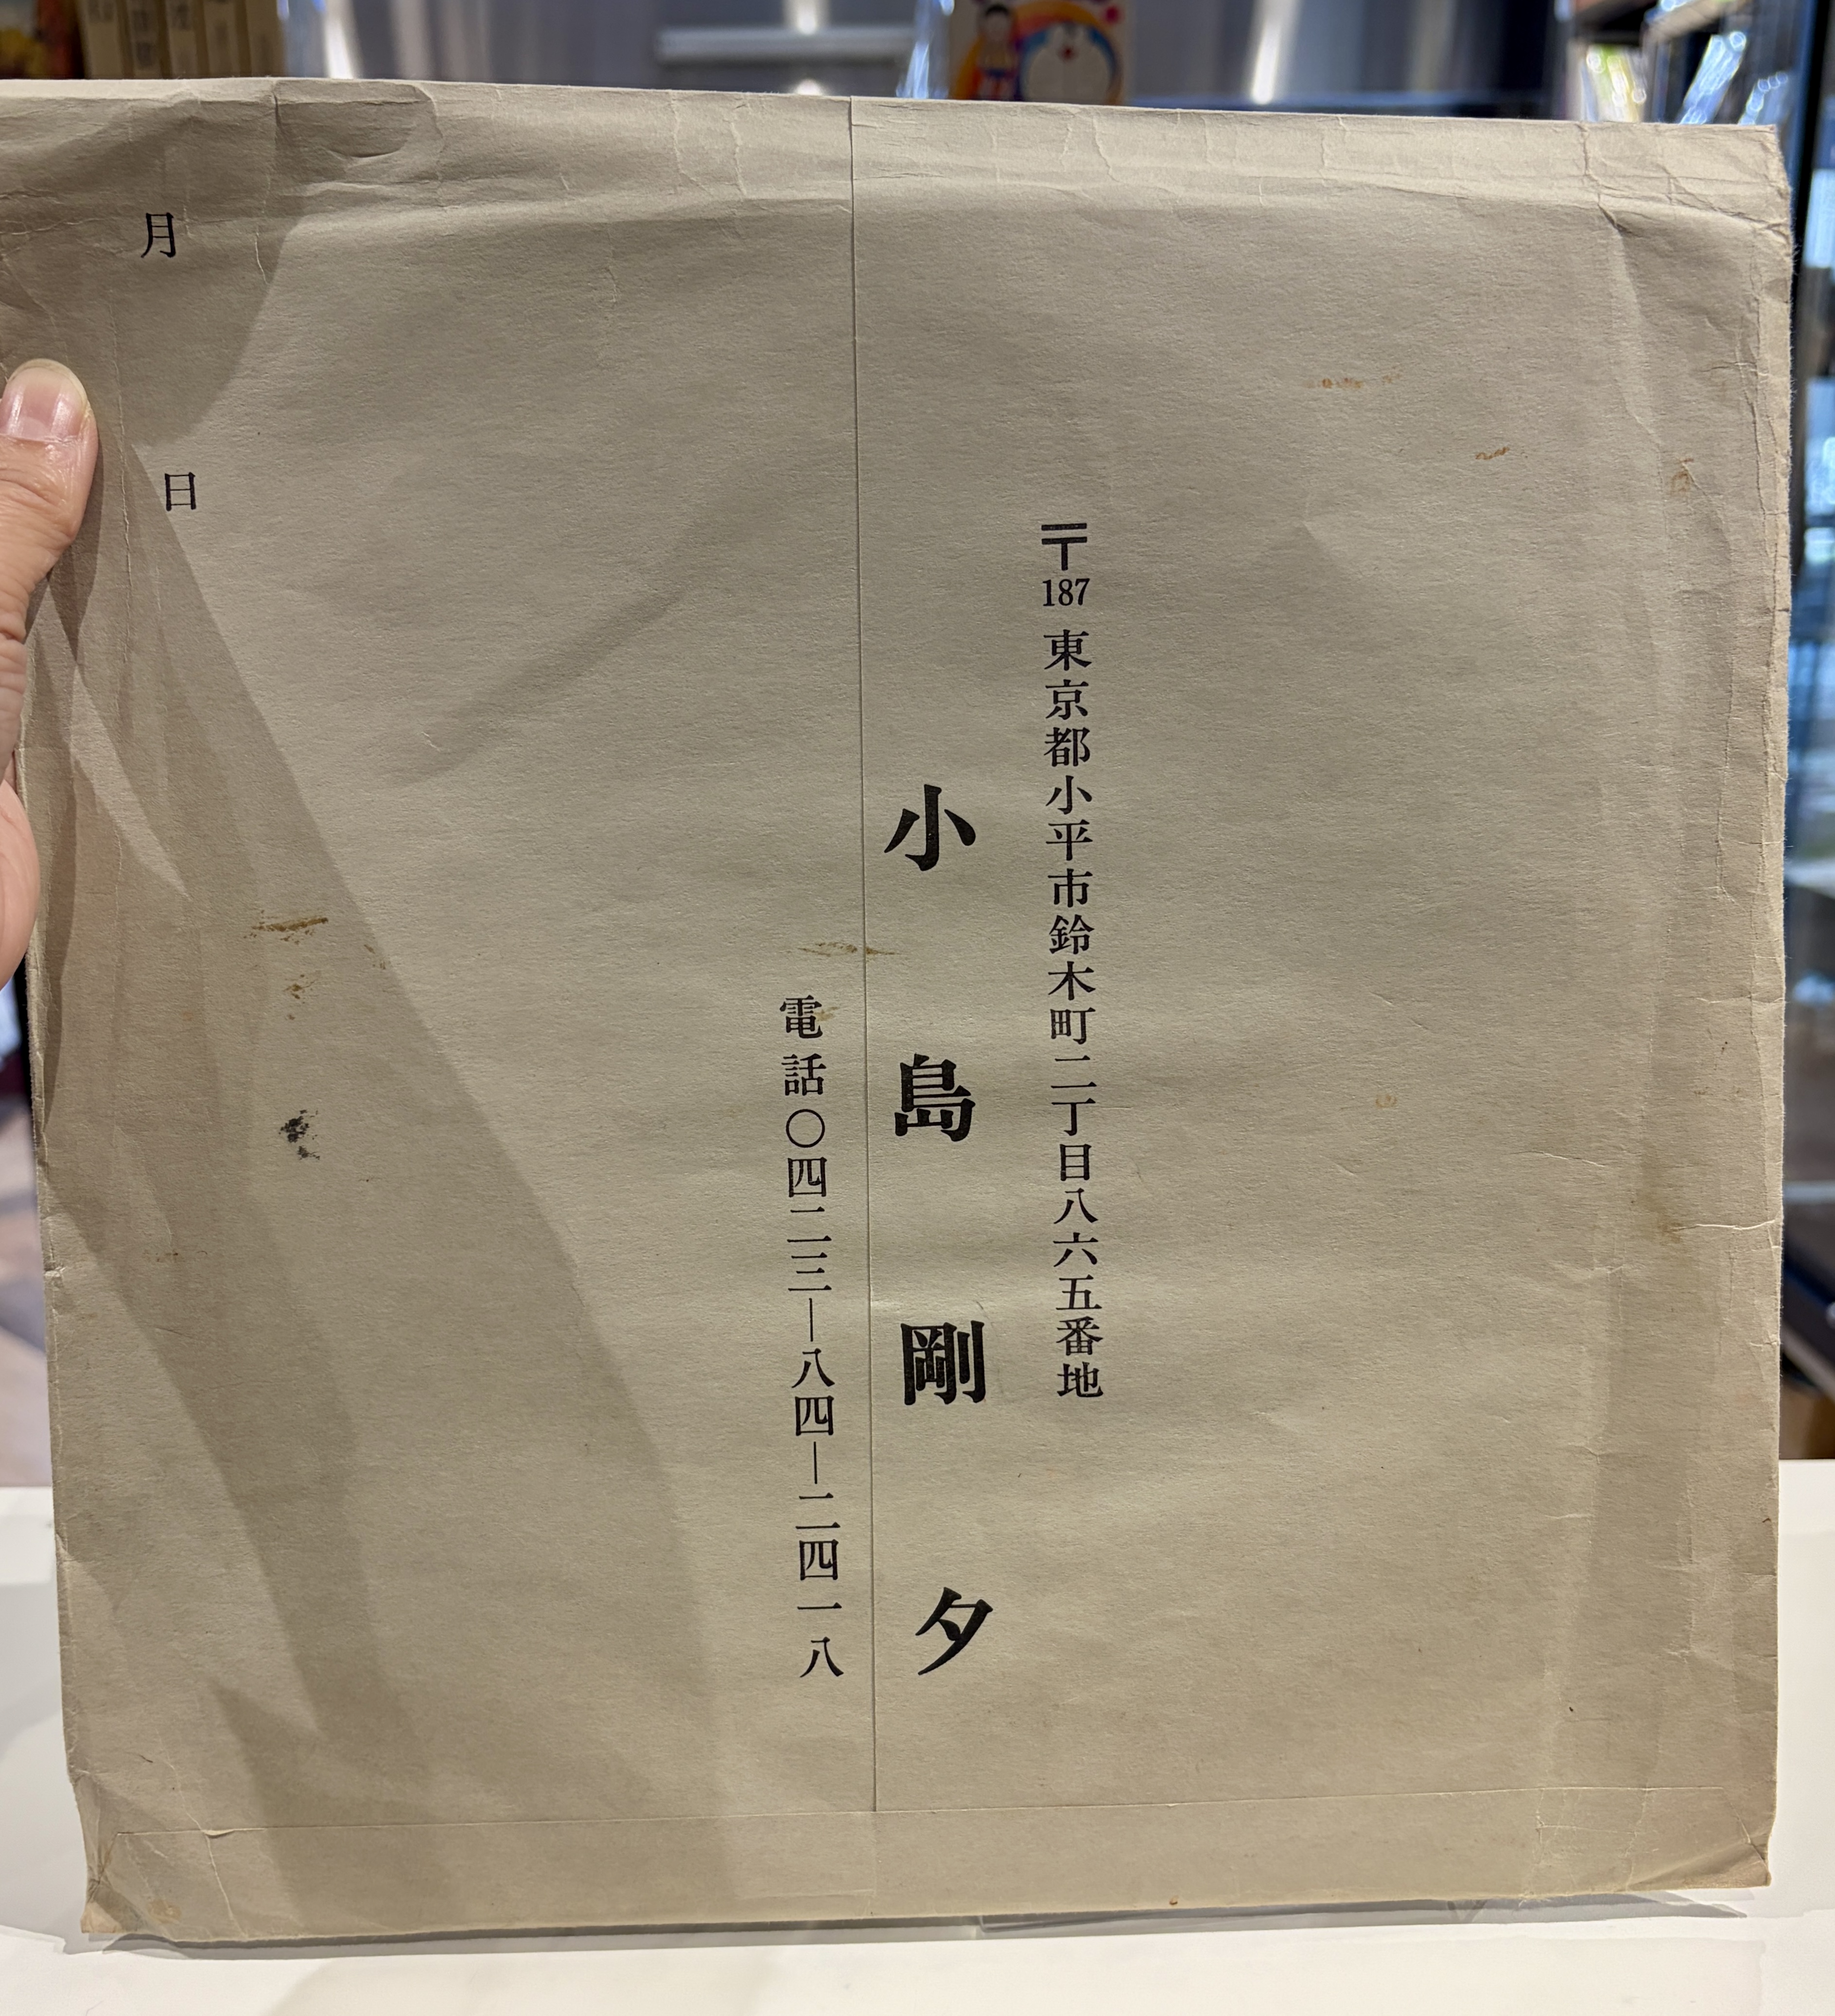 〒187 東京都小平市鈴木町二丁目八六五番地
小島剛夕
電話〇四二三―八四―二四一八
月 日